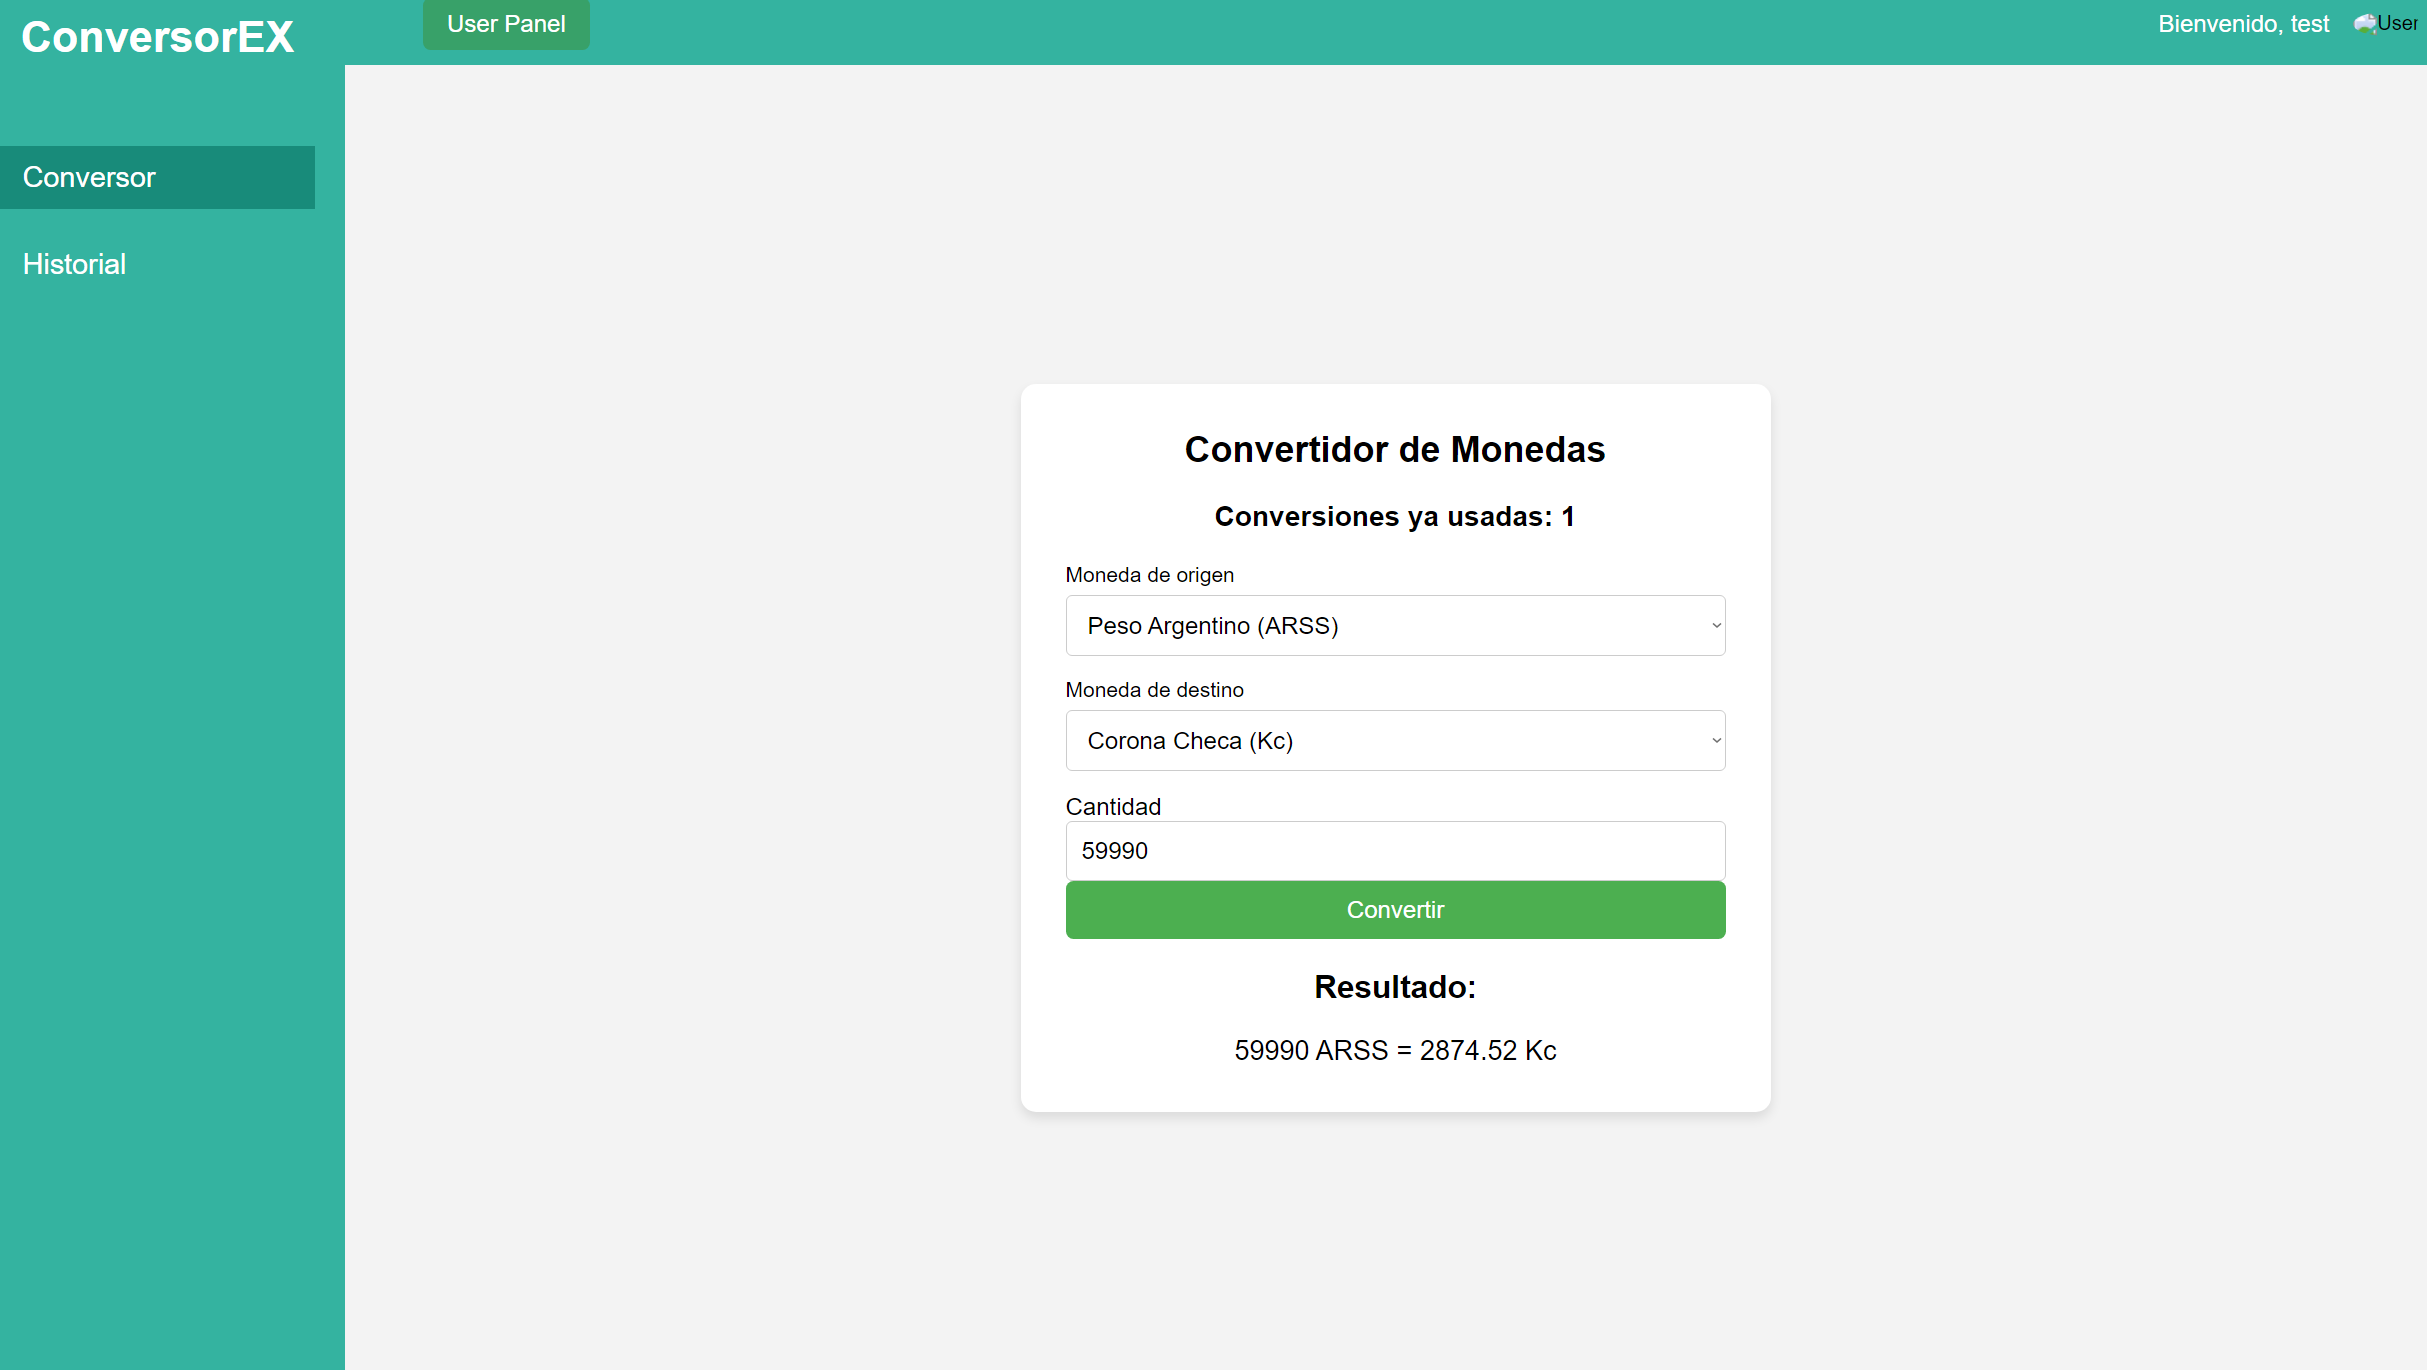 ConversorEX
User Panel
Bienvenido, test
User
Conversor
Historial
Convertidor de Monedas
Conversiones ya usadas: 1
Moneda de origen
Peso Argentino (ARSS)
Moneda de destino
Corona Checa (Kc)
Cantidad
59990
Convertir
Resultado:
59990 ARSS = 2874.52 Kc